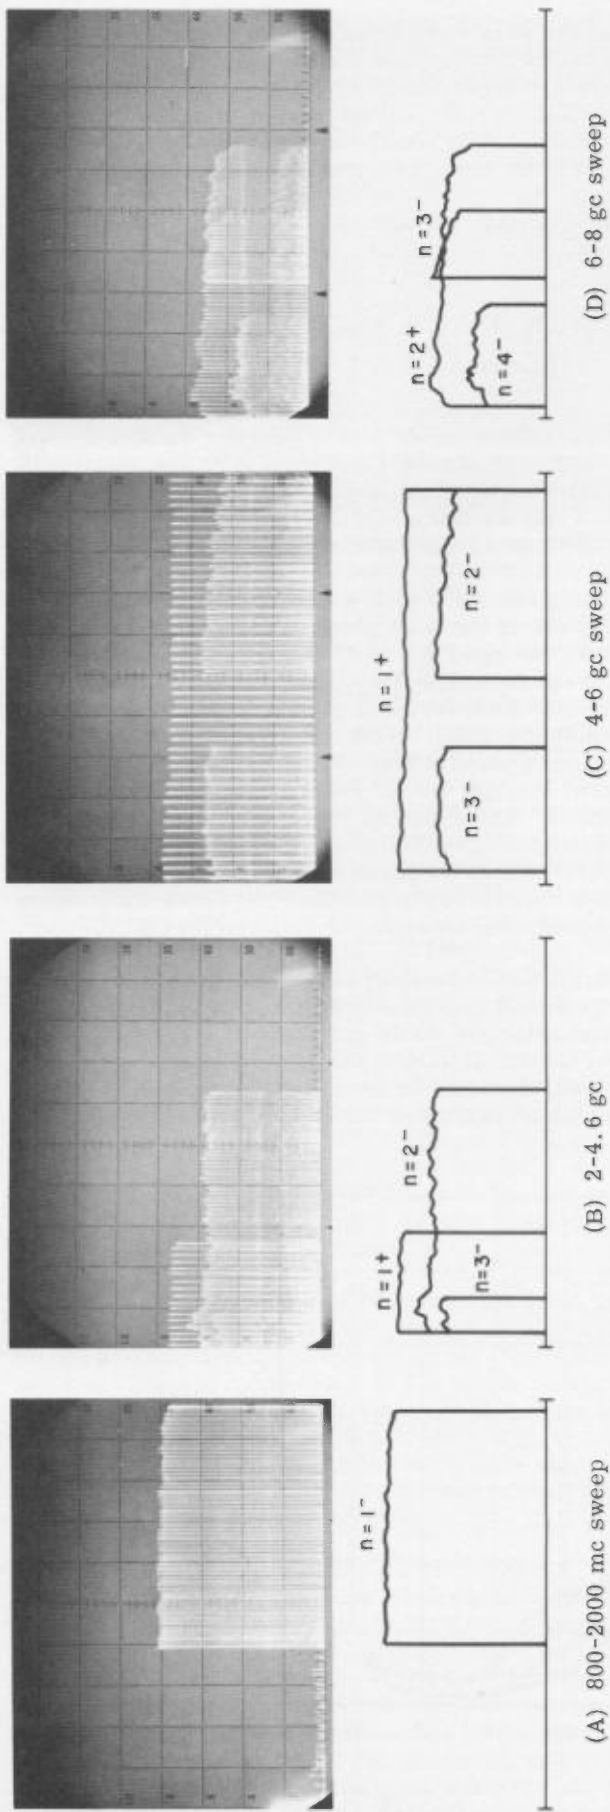 n=1⁻
(A) 800-2000 mc sweep
n=1⁺
n=2⁻
n=3⁻
(B) 2-4.6 gc
n=1⁺
n=3⁻
n=2⁻
(C) 4-6 gc sweep
n=2⁺
n=3⁻
n=4⁻
(D) 6-8 gc sweep